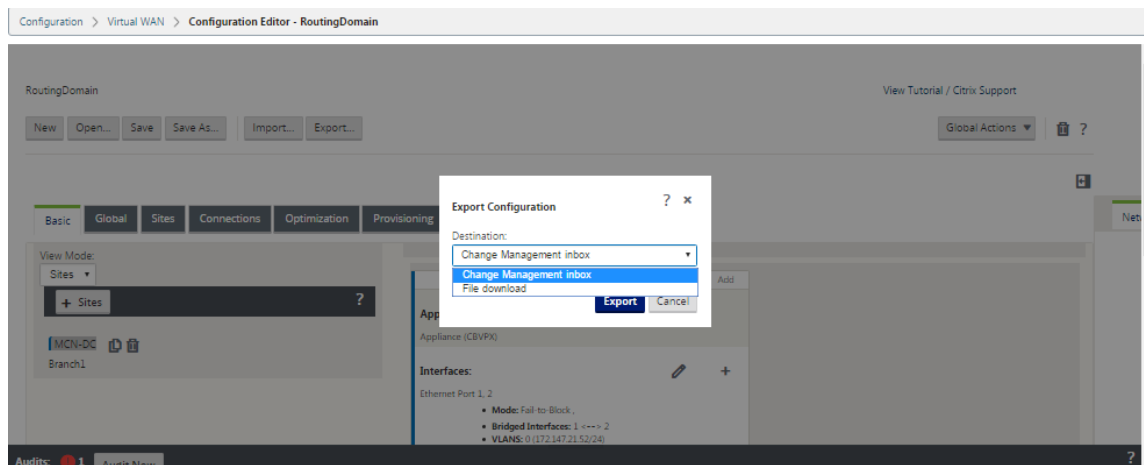 Configuration > Virtual WAN > Configuration Editor - RoutingDomain
RoutingDomain
View Tutorial / Citrix Support
New Open... Save Save As... Import... Export...
Global Actions ▼ ?
Export Configuration ? ×
Destination:
Change Management inbox
Change Management inbox
File download
Export Cancel
Basic Global Sites Connections Optimization Provisioning
View Mode:
Sites
+ Sites ?
MCN-DC
Branch1
Add
App
Appliance (CBVPX)
Interfaces: +
Ethernet Port 1, 2
• Mode: Fail-to-Block ,
• Bridged Interfaces: 1 <--> 2
• VLANS: 0 (172.147.21.52/24)
Audits: 1 Audit Now ?